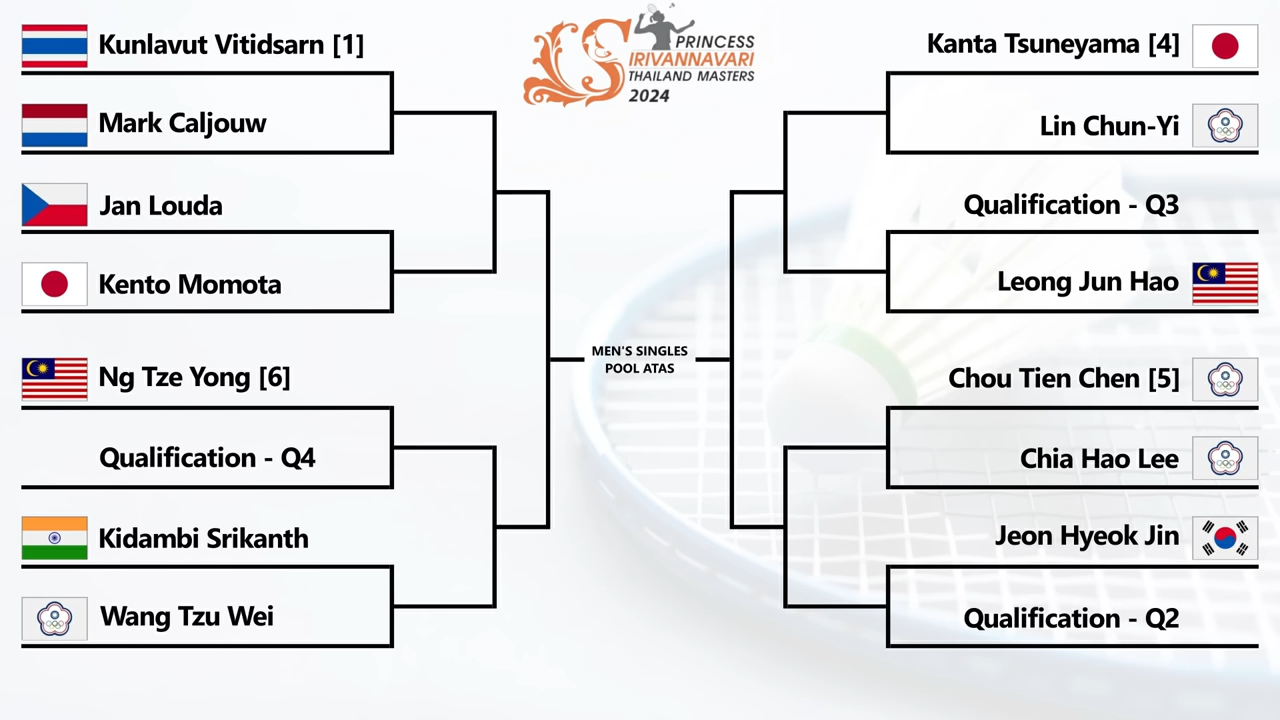 PRINCESS
SIRIVANNAVARI
THAILAND MASTERS
2024
Kunlavut Vitidsarn [1]
Mark Caljouw
Jan Louda
Kento Momota
Ng Tze Yong [6]
Qualification - Q4
Kidambi Srikanth
Wang Tzu Wei
MEN'S SINGLES
POOL ATAS
Kanta Tsuneyama [4]
Lin Chun-Yi
Qualification - Q3
Leong Jun Hao
Chou Tien Chen [5]
Chia Hao Lee
Jeon Hyeok Jin
Qualification - Q2